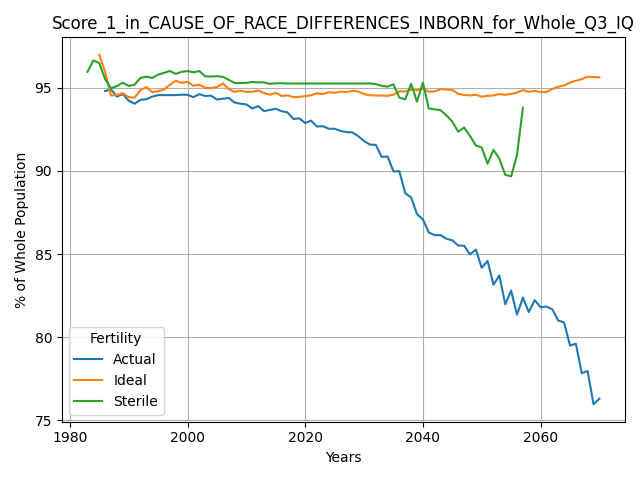 Score_1_in_CAUSE_OF_RACE_DIFFERENCES_INBORN_for_Whole_Q3_IQ
% of Whole Population
95
90
85
80
75
Fertility
Actual
Ideal
Sterile
1980 2000 2020 2040 2060
Years